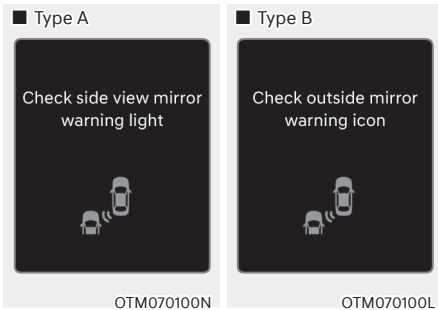 ■ Type A
Check side view mirror
warning light
OTM070100N
■ Type B
Check outside mirror
warning icon
OTM070100L